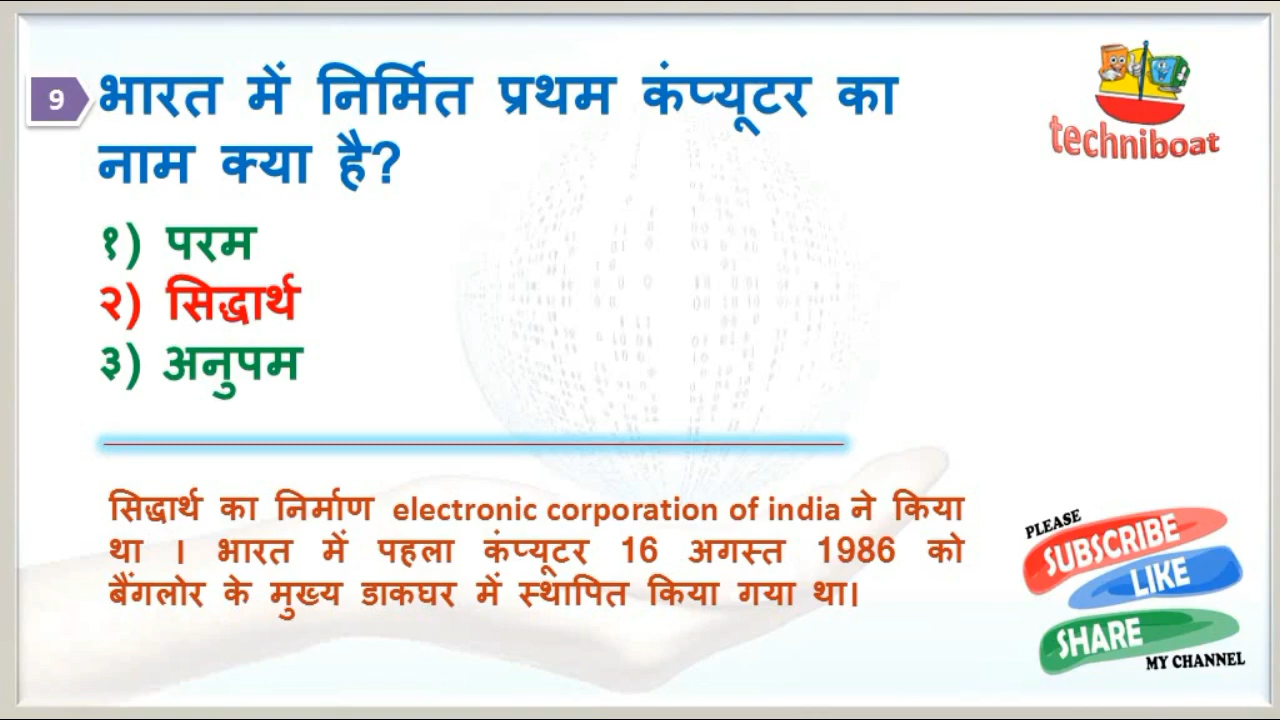 9
भारत में निर्मित प्रथम कंप्यूटर का
नाम क्या है?
१) परम
२) सिद्धार्थ
३) अनुपम
सिद्धार्थ का निर्माण electronic corporation of india ने किया
था । भारत में पहला कंप्यूटर 16 अगस्त 1986 को
बैंगलोर के मुख्य डाकघर में स्थापित किया गया था।
techniboat
PLEASE
SUBSCRIBE
LIKE
SHARE
MY CHANNEL